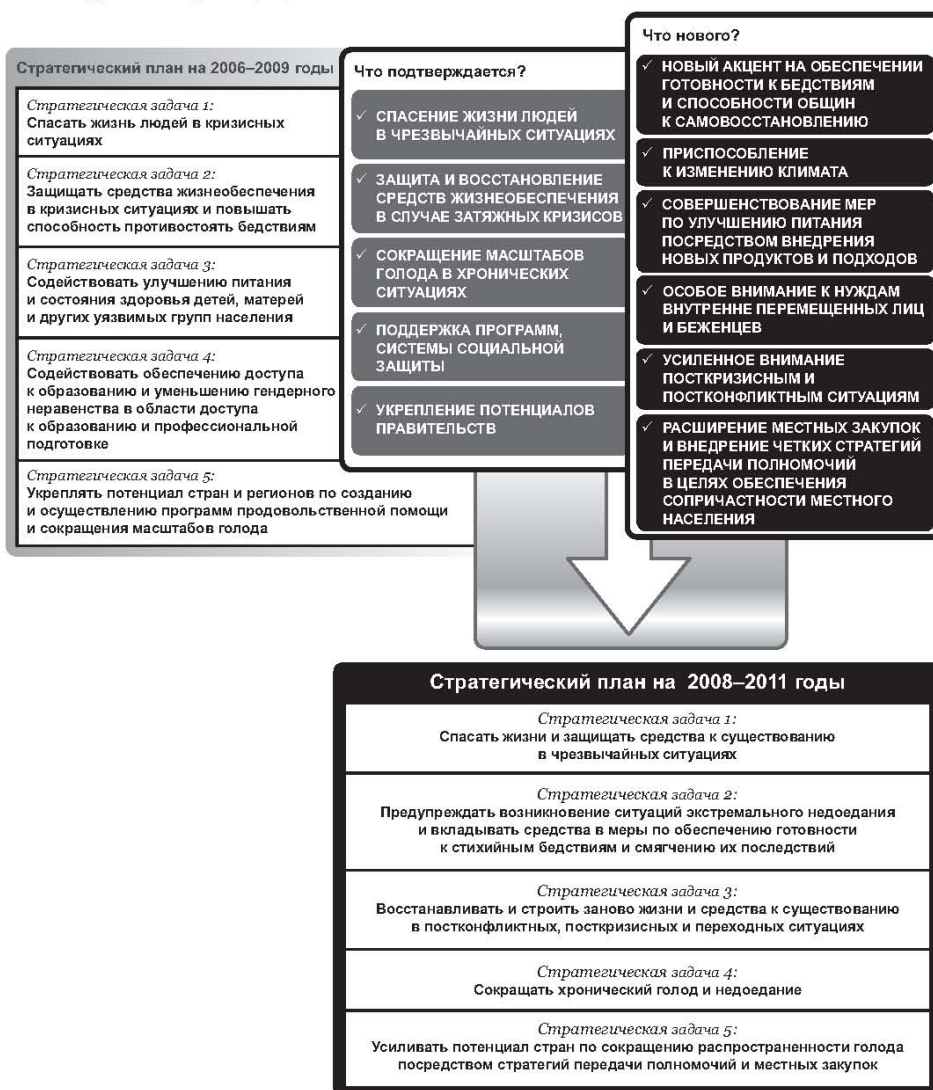 Стратегический план на 2006–2009 годы
Стратегическая задача 1:
Спасать жизнь людей в кризисных
ситуациях
Стратегическая задача 2:
Защищать средства жизнеобеспечения
в кризисных ситуациях и повышать
способность противостоять бедствиям
Стратегическая задача 3:
Содействовать улучшению питания
и состояния здоровья детей, матерей
и других уязвимых групп населения
Стратегическая задача 4:
Содействовать обеспечению доступа
к образованию и уменьшению гендерного
неравенства в области доступа
к образованию и профессиональной
подготовке
Стратегическая задача 5:
Укреплять потенциал стран и регионов по созданию
и осуществлению программ продовольственной помощи
и сокращения масштабов голода
Что подтверждается?
✓ СПАСЕНИЕ ЖИЗНИ ЛЮДЕЙ
В ЧРЕЗВЫЧАЙНЫХ СИТУАЦИЯХ
✓ ЗАЩИТА И ВОССТАНОВЛЕНИЕ
СРЕДСТВ ЖИЗНЕОБЕСПЕЧЕНИЯ
В СЛУЧАЕ ЗАТЯЖНЫХ КРИЗИСОВ
✓ СОКРАЩЕНИЕ МАСШТАБОВ
ГОЛОДА В ХРОНИЧЕСКИХ
СИТУАЦИЯХ
✓ ПОДДЕРЖКА ПРОГРАММ,
СИСТЕМЫ СОЦИАЛЬНОЙ
ЗАЩИТЫ
✓ УКРЕПЛЕНИЕ ПОТЕНЦИАЛОВ
ПРАВИТЕЛЬСТВ
Что нового?
✓ НОВЫЙ АКЦЕНТ НА ОБЕСПЕЧЕНИИ
ГОТОВНОСТИ К БЕДСТВИЯМ
И СПОСОБНОСТИ ОБЩИН
К САМОВОССТАНОВЛЕНИЮ
✓ ПРИСПОСОБЛЕНИЕ
К ИЗМЕНЕНИЮ КЛИМАТА
✓ СОВЕРШЕНСТВОВАНИЕ МЕР
ПО УЛУЧШЕНИЮ ПИТАНИЯ
ПОСРЕДСТВОМ ВНЕДРЕНИЯ
НОВЫХ ПРОДУКТОВ И ПОДХОДОВ
✓ ОСОБОЕ ВНИМАНИЕ К НУЖДАМ
ВНУТРЕННЕ ПЕРЕМЕЩЕННЫХ ЛИЦ
И БЕЖЕНЦЕВ
✓ УСИЛЕННОЕ ВНИМАНИЕ
ПОСТКРИЗИСНЫМ И
ПОСТКОНФЛИКТНЫМ СИТУАЦИЯМ
✓ РАСШИРЕНИЕ МЕСТНЫХ ЗАКУПОК
И ВНЕДРЕНИЕ ЧЕТКИХ СТРАТЕГИЙ
ПЕРЕДАЧИ ПОЛНОМОЧИЙ
В ЦЕЛЯХ ОБЕСПЕЧЕНИЯ
СОПРИЧАСТНОСТИ МЕСТНОГО
НАСЕЛЕНИЯ
Стратегический план на 2008–2011 годы
Стратегическая задача 1:
Спасать жизни и защищать средства к существованию
в чрезвычайных ситуациях
Стратегическая задача 2:
Предупреждать возникновение ситуаций экстремального недоедания
и вкладывать средства в меры по обеспечению готовности
к стихийным бедствиям и смягчению их последствий
Стратегическая задача 3:
Восстанавливать и строить заново жизни и средства к существованию
в постконфликтных, посткризисных и переходных ситуациях
Стратегическая задача 4:
Сокращать хронический голод и недоедание
Стратегическая задача 5:
Усиливать потенциал стран по сокращению распространенности голода
посредством стратегий передачи полномочий и местных закупок